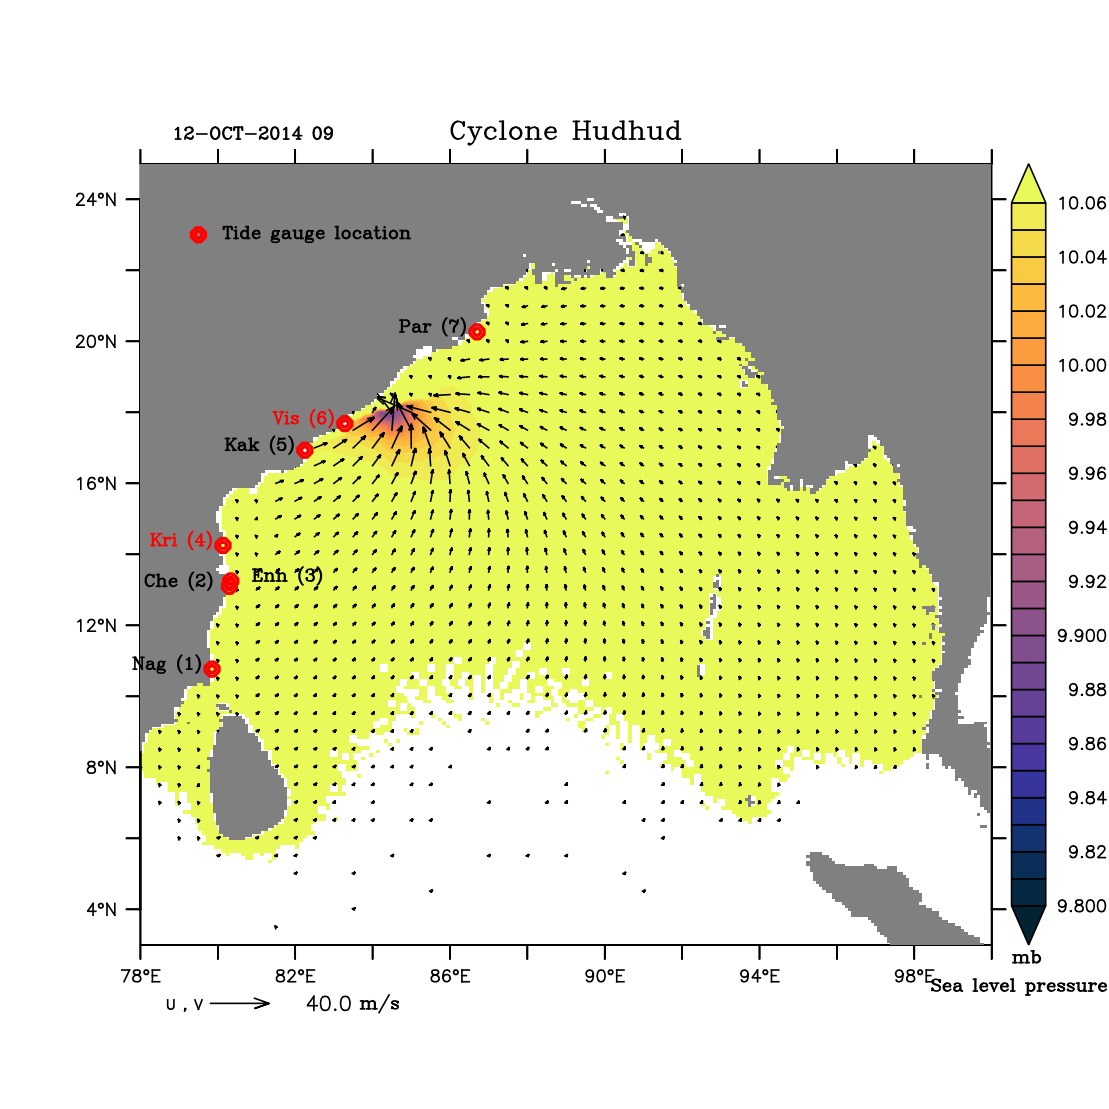 12-OCT-2014 09
Cyclone Hudhud
24°N
20°N
16°N
12°N
8°N
4°N
Tide gauge location
Par (7)
Vis (6)
Kak (5)
Kri (4)
Enn (3)
Che (2)
Nag (1)
10.06
10.04
10.02
10.00
9.98
9.96
9.94
9.92
9.900
9.88
9.86
9.84
9.82
9.800
mb
Sea level pressure
78°E 82°E 86°E 90°E 94°E 98°E
U , V 40.0 m/s